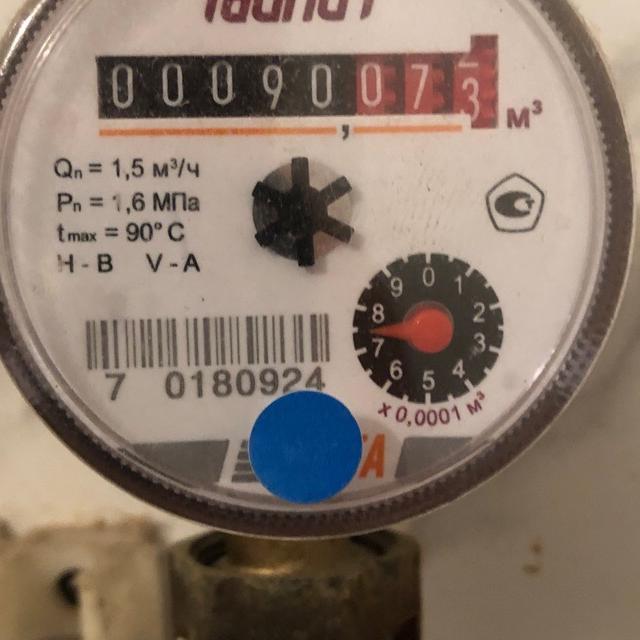 00090073
,
м³
Qn = 1,5 м³/ч
Pn = 1,6 МПа
tmax = 90° C
H - B V - A
0
1
2
3
4
5
6
7
8
9
x 0,0001 м³
7 0180924